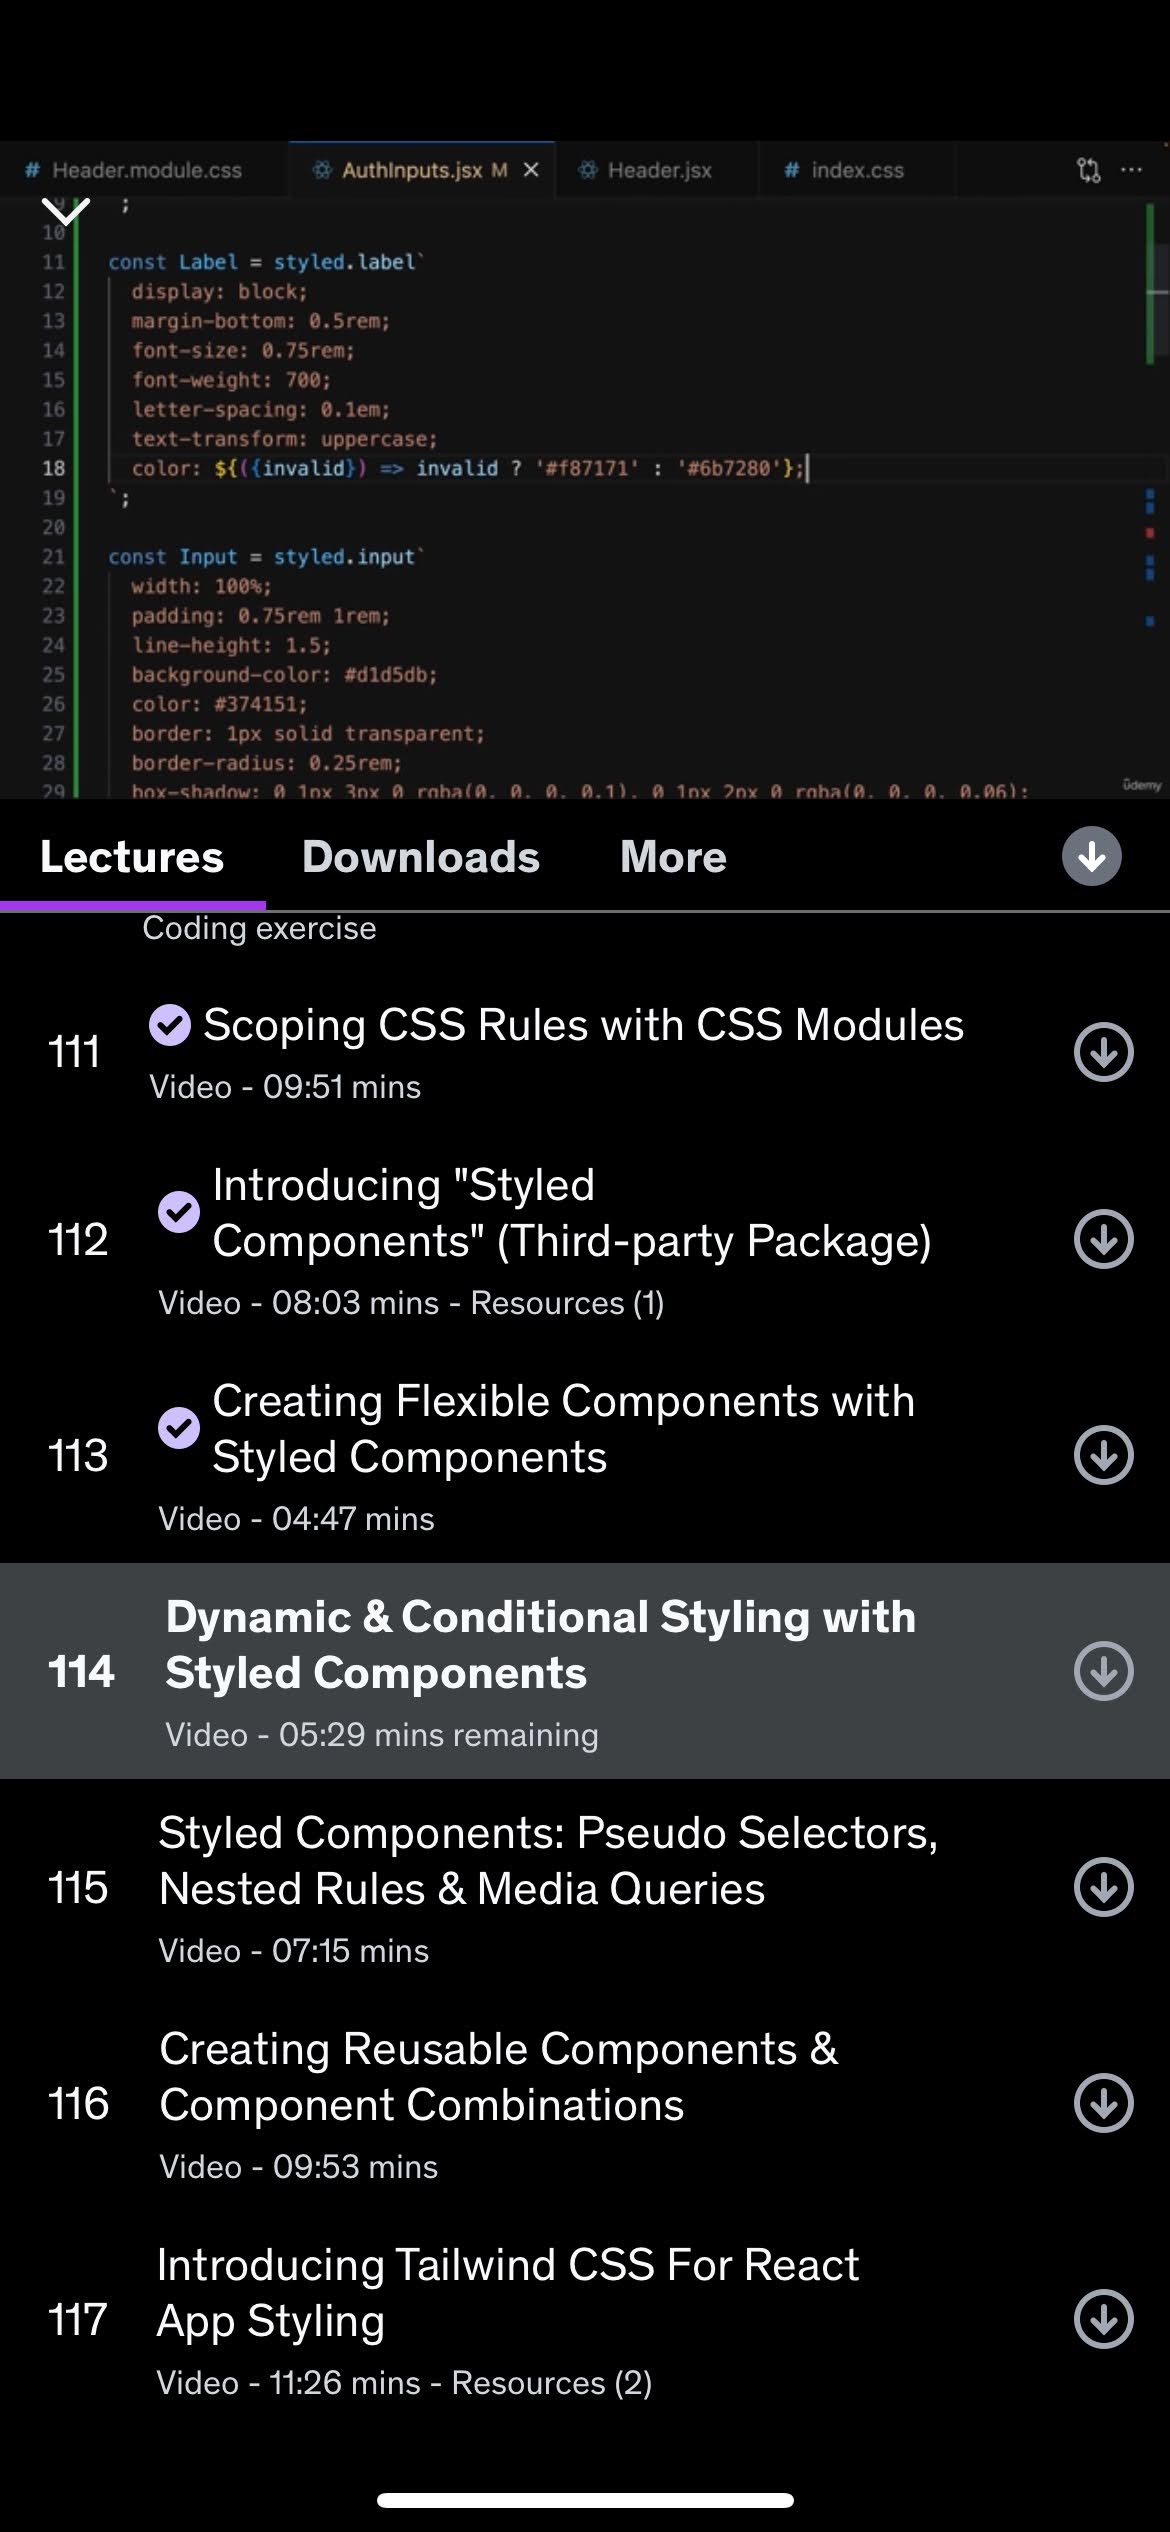 # Header.module.css AuthInputs.jsx M × Header.jsx # index.css ...
9 ;
10
11 const Label = styled.label`
12 display: block;
13 margin-bottom: 0.5rem;
14 font-size: 0.75rem;
15 font-weight: 700;
16 letter-spacing: 0.1em;
17 text-transform: uppercase;
18 color: ${({invalid}) => invalid ? '#f87171' : '#6b7280'};
19 `;
20
21 const Input = styled.input`
22 width: 100%;
23 padding: 0.75rem 1rem;
24 line-height: 1.5;
25 background-color: #d1d5db;
26 color: #374151;
27 border: 1px solid transparent;
28 border-radius: 0.25rem;
29 box-shadow: 0 1px 3px 0 rgba(0, 0, 0, 0.1), 0 1px 2px 0 rgba(0, 0, 0, 0.06);
ûdemy
Lectures Downloads More
Coding exercise
111 Scoping CSS Rules with CSS Modules
Video - 09:51 mins
Introducing "Styled
112 Components" (Third-party Package)
Video - 08:03 mins - Resources (1)
Creating Flexible Components with
113 Styled Components
Video - 04:47 mins
Dynamic & Conditional Styling with
114 Styled Components
Video - 05:29 mins remaining
Styled Components: Pseudo Selectors,
115 Nested Rules & Media Queries
Video - 07:15 mins
Creating Reusable Components &
116 Component Combinations
Video - 09:53 mins
Introducing Tailwind CSS For React
117 App Styling
Video - 11:26 mins - Resources (2)